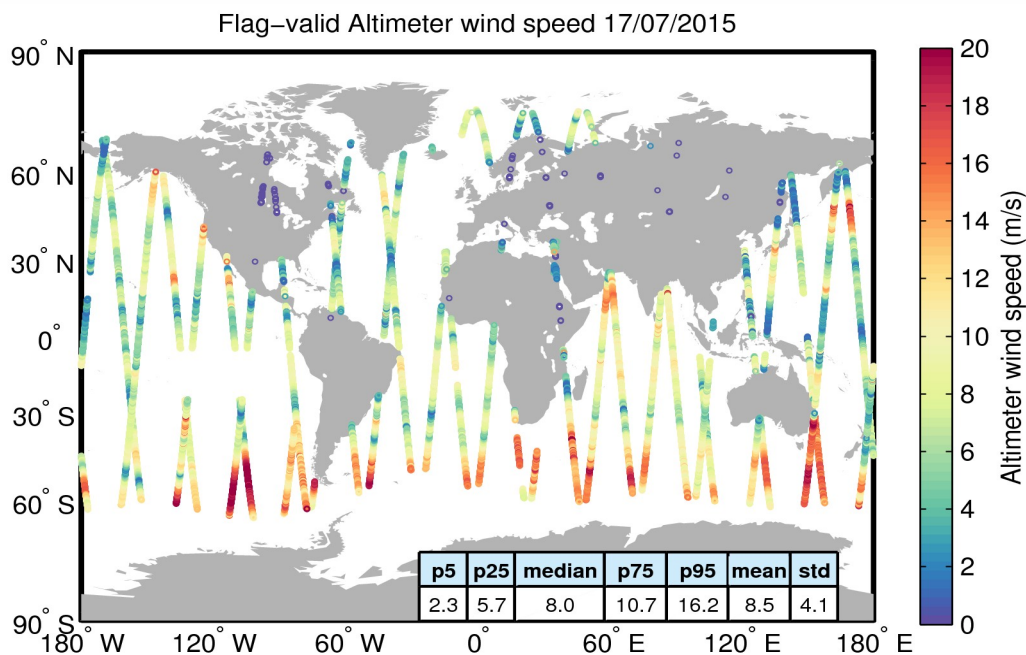 Flag−valid Altimeter wind speed 17/07/2015
90° N
60° N
30° N
0°
30° S
60° S
90° S
180° W
120° W
60° W
0°
60° E
120° E
180° E
p5 p25 median p75 p95 mean std
2.3 5.7 8.0 10.7 16.2 8.5 4.1
20
18
16
14
12
10
8
6
4
2
0
Altimeter wind speed (m/s)